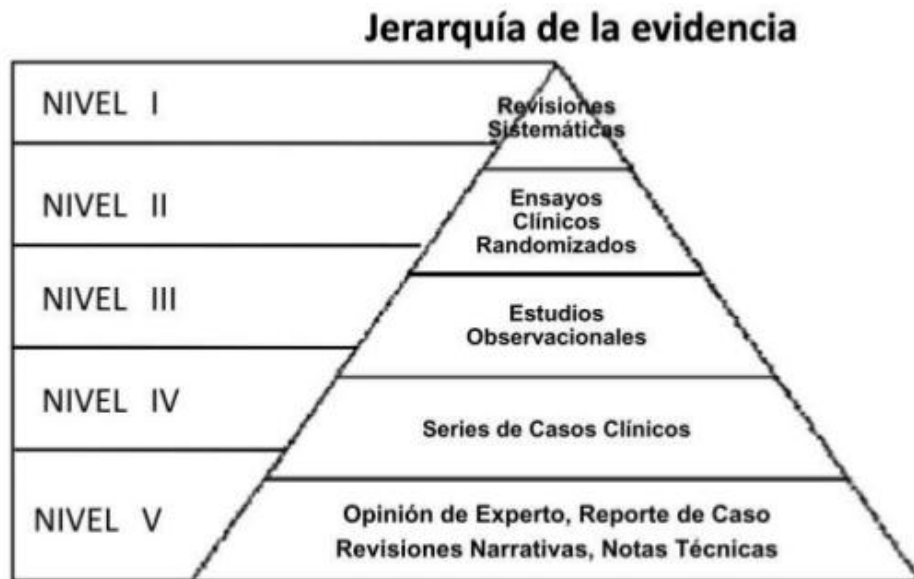 Jerarquía de la evidencia
NIVEL I
Revisiones
Sistemáticas
NIVEL II
Ensayos
Clínicos
Randomizados
NIVEL III
Estudios
Observacionales
NIVEL IV
Series de Casos Clínicos
NIVEL V
Opinión de Experto, Reporte de Caso
Revisiones Narrativas, Notas Técnicas